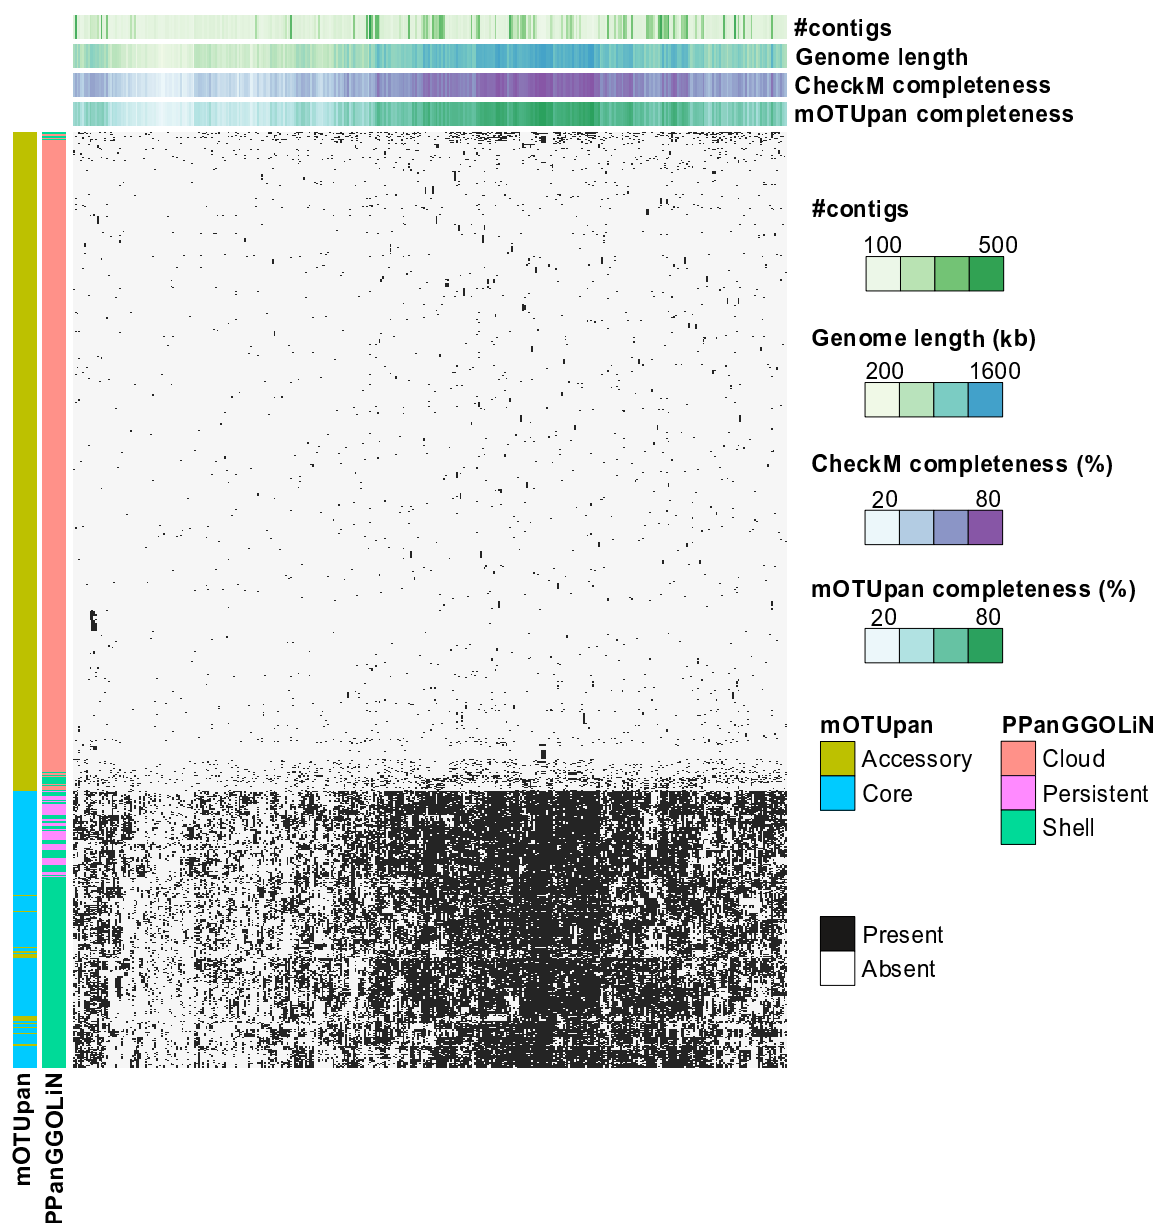 #contigs
Genome length
CheckM completeness
mOTUpan completeness
#contigs
100 500
Genome length (kb)
200 1600
CheckM completeness (%)
20 80
mOTUpan completeness (%)
20 80
mOTUpan
Accessory
Core
PPanGGOLiN
Cloud
Persistent
Shell
Present
Absent
mOTUpan
PPanGGOLiN